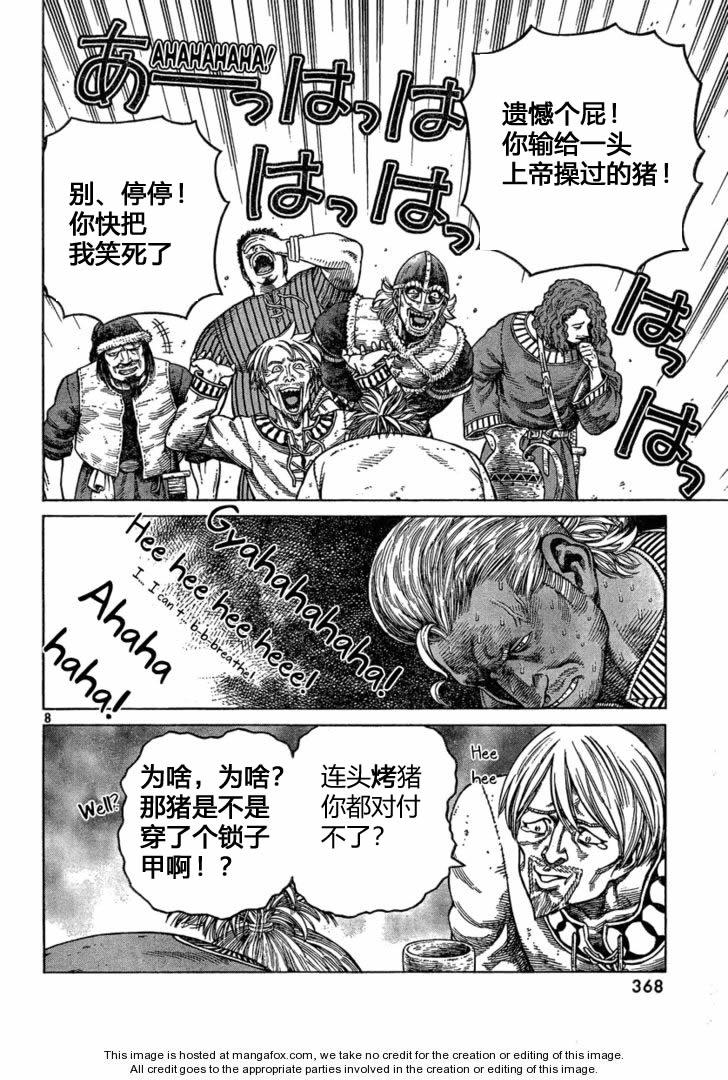 AHAHAHAHA!
あーっはっはっは
はっはっは
遗憾个屁！
你输给一头
上帝操过的猪！
别、停停！
你快把
我笑死了
はっはっ
Gyahahahahaha!
Hee hee hee hee heee!
I.. I can't b.b.breathe!
Ahaha
haha!
8
连头烤猪
你都对付
不了？
Hee
hee
为啥，为啥？
那猪是不是
穿了个锁子
甲啊！？
Well?
368
This image is hosted at mangafox.com, we take no credit for the creation or editing of this image.
All credit goes to the appropriate parties involved in the creation or editing of this image.